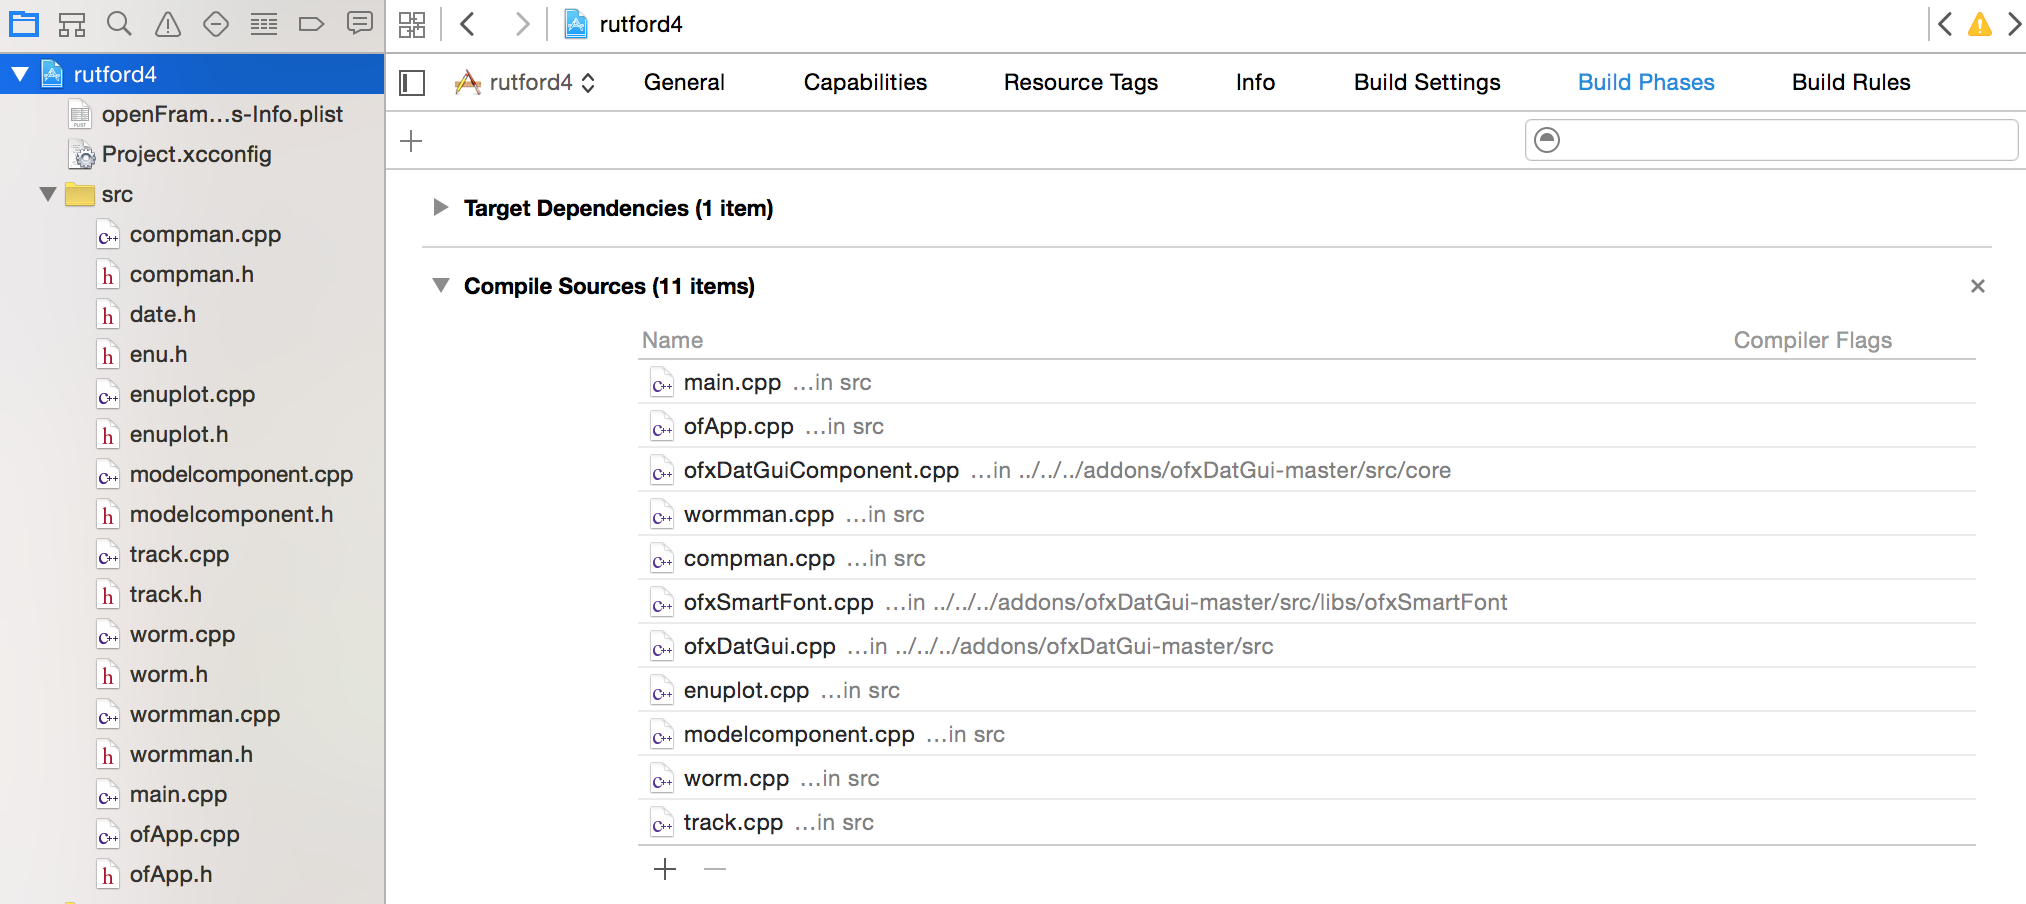 rutford4
rutford4
openFram...s-Info.plist
Project.xcconfig
src
compman.cpp
compman.h
date.h
enu.h
enuplot.cpp
enuplot.h
modelcomponent.cpp
modelcomponent.h
track.cpp
track.h
worm.cpp
worm.h
wormman.cpp
wormman.h
main.cpp
ofApp.cpp
ofApp.h
rutford4 General Capabilities Resource Tags Info Build Settings Build Phases Build Rules
Target Dependencies (1 item)
Compile Sources (11 items)
Name Compiler Flags
main.cpp ...in src
ofApp.cpp ...in src
ofxDatGuiComponent.cpp ...in ../../../addons/ofxDatGui-master/src/core
wormman.cpp ...in src
compman.cpp ...in src
ofxSmartFont.cpp ...in ../../../addons/ofxDatGui-master/src/libs/ofxSmartFont
ofxDatGui.cpp ...in ../../../addons/ofxDatGui-master/src
enuplot.cpp ...in src
modelcomponent.cpp ...in src
worm.cpp ...in src
track.cpp ...in src